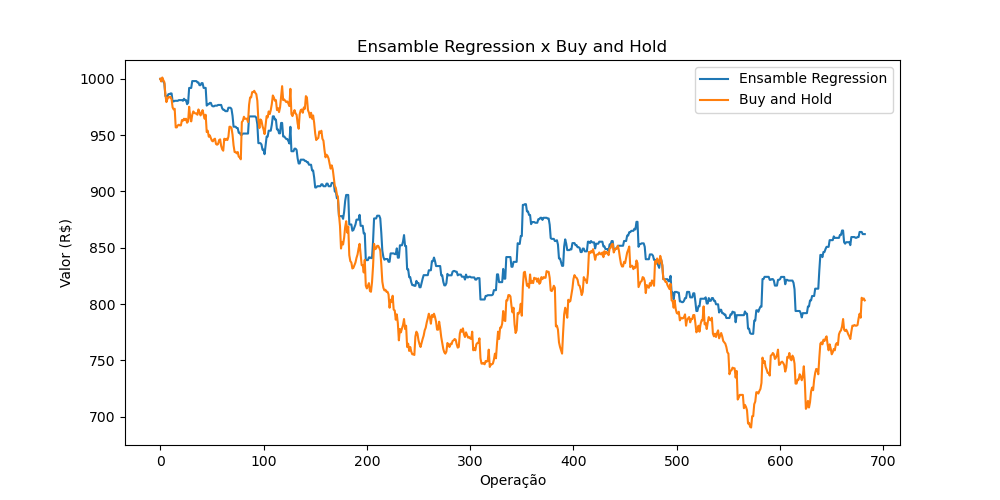 Ensamble Regression x Buy and Hold
Ensamble Regression
Buy and Hold
Valor (R$)
1000
950
900
850
800
750
700
0 100 200 300 400 500 600 700
Operação